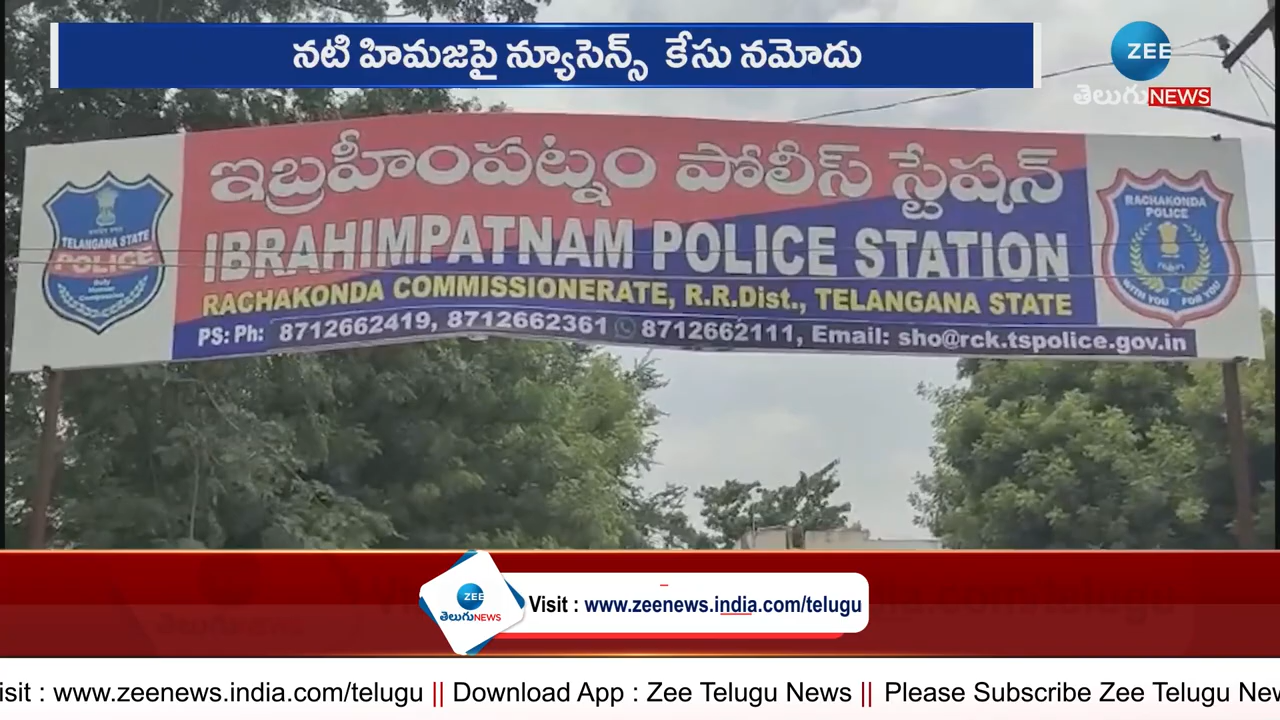 నటి హిమజపై న్యూసెన్స్ కేసు నమోదు
ZEE
తెలుగు NEWS
ఇబ్రహీంపట్నం పోలీస్ స్టేషన్
IBRAHIMPATNAM POLICE STATION
RACHAKONDA COMMISSIONERATE, R.R.Dist., TELANGANA STATE
PS: Ph: 8712662419, 8712662361 8712662111, Email: sho@rck.tspolice.gov.in
TELANGANA STATE
POLICE
Duty
Honour
Compassion
RACHAKONDA
POLICE
WITH YOU FOR YOU
ZEE
తెలుగు NEWS
Visit : www.zeenews.india.com/telugu
isit : www.zeenews.india.com/telugu || Download App : Zee Telugu News || Please Subscribe Zee Telugu New